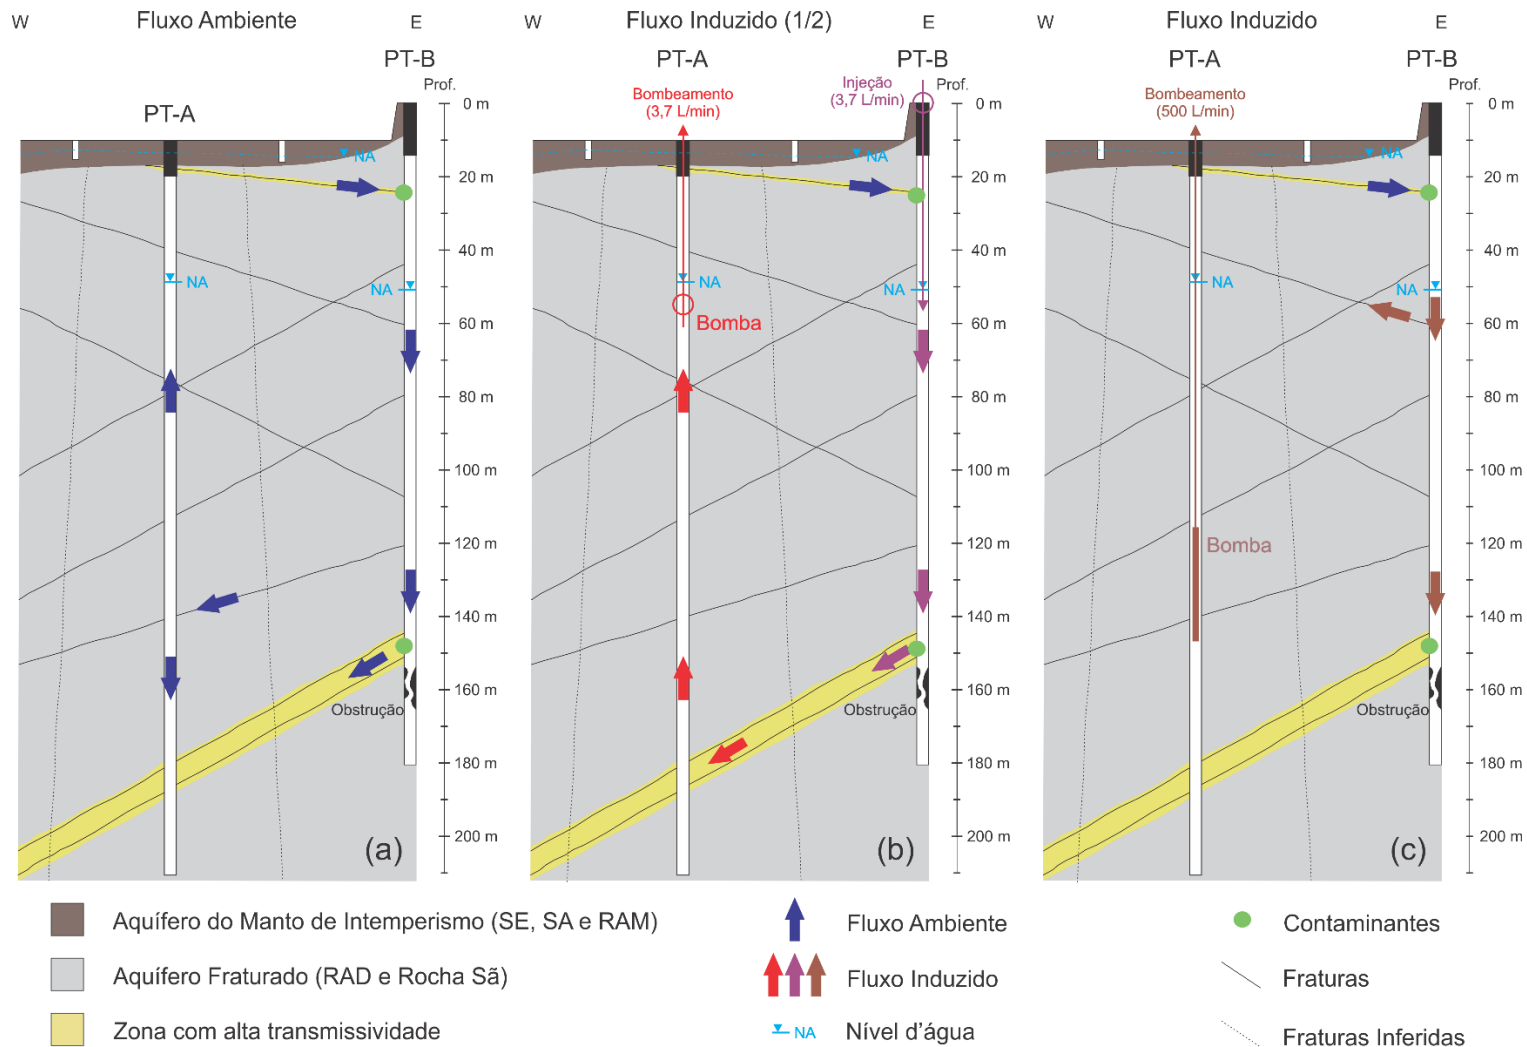 W
Fluxo Ambiente
E
PT-B
Prof.
PT-A
NA
NA
NA
0 m
20 m
40 m
60 m
80 m
100 m
120 m
140 m
160 m
180 m
200 m
Obstrução
(a)
W
Fluxo Induzido (1/2)
E
PT-A
PT-B
Bombeamento
(3,7 L/min)
Injeção
(3,7 L/min)
Prof.
NA
NA
NA
Bomba
0 m
20 m
40 m
60 m
80 m
100 m
120 m
140 m
160 m
180 m
200 m
Obstrução
(b)
W
Fluxo Induzido
E
PT-A
PT-B
Bombeamento
(500 L/min)
Prof.
NA
NA
NA
Bomba
0 m
20 m
40 m
60 m
80 m
100 m
120 m
140 m
160 m
180 m
200 m
Obstrução
(c)
Aquífero do Manto de Intemperismo (SE, SA e RAM)
Aquífero Fraturado (RAD e Rocha Sã)
Zona com alta transmissividade
Fluxo Ambiente
Fluxo Induzido
NA Nível d’água
Contaminantes
Fraturas
Fraturas Inferidas